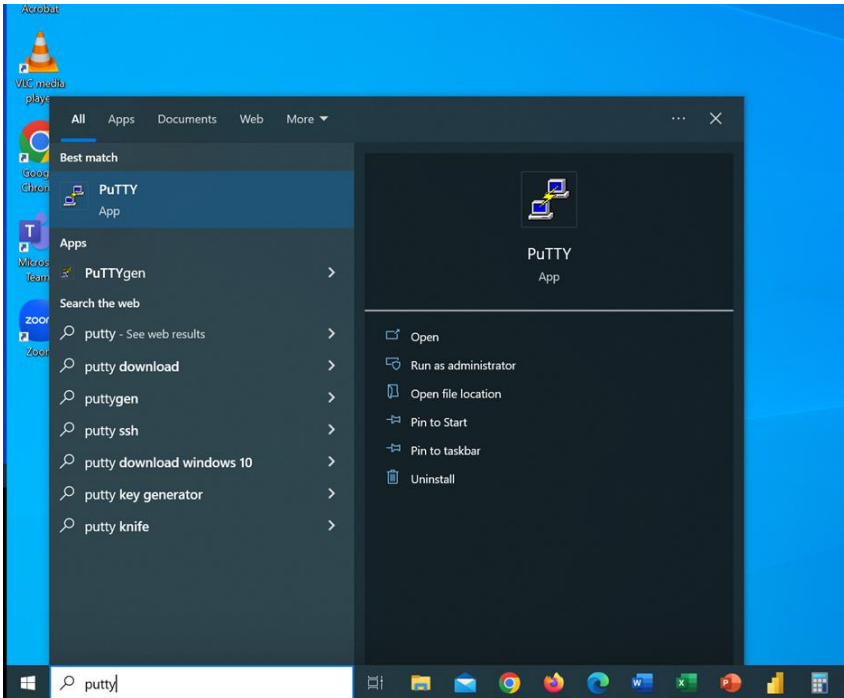 Acrobat
VLC media
playe
Goog
Chron
Micros
Team
Zoor
All Apps Documents Web More
Best match
PuTTY
App
Apps
PuTTYgen
Search the web
putty - See web results
putty download
puttygen
putty ssh
putty download windows 10
putty key generator
putty knife
PuTTY
App
Open
Run as administrator
Open file location
Pin to Start
Pin to taskbar
Uninstall
putty